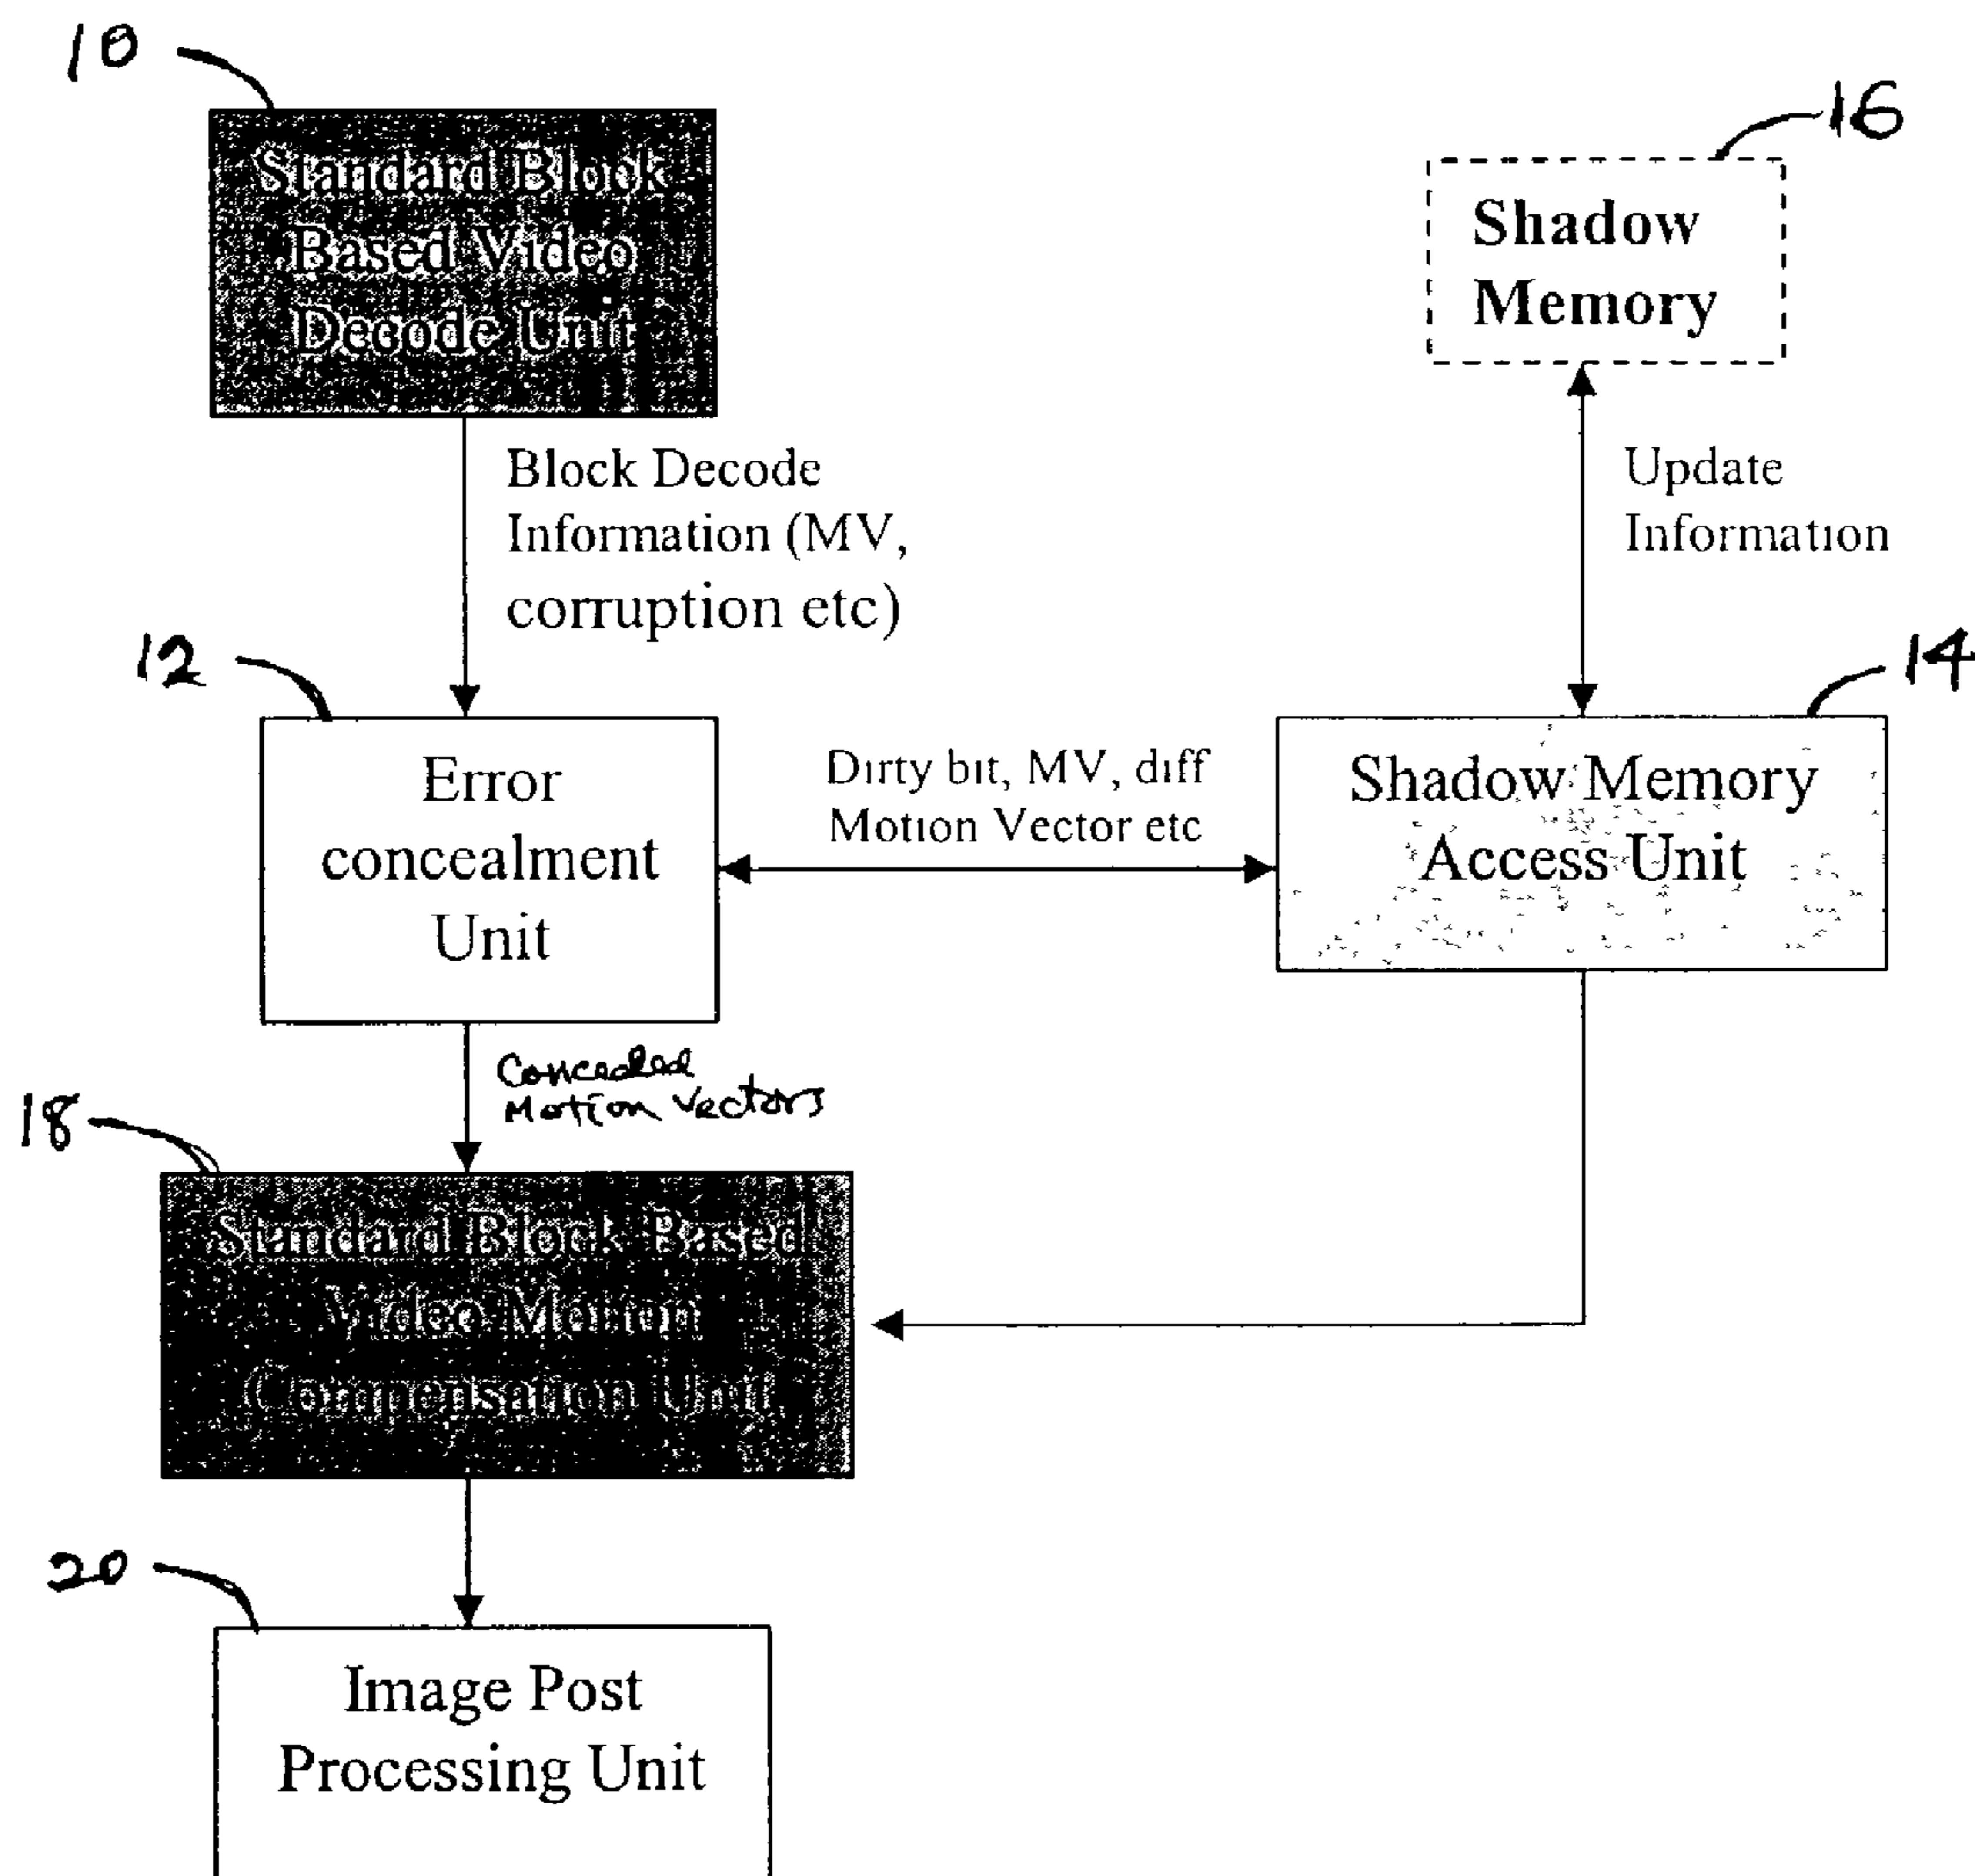 10
Standard Block
Based Video
Decode Unit
16
Shadow
Memory
Block Decode
Information (MV,
corruption etc)
Update
Information
12
14
Error
concealment
Unit
Dirty bit, MV, diff
Motion Vector etc
Shadow Memory
Access Unit
Concealed
Motion Vectors
18
Standard Block Based
Video Motion
Compensation Unit
20
Image Post
Processing Unit